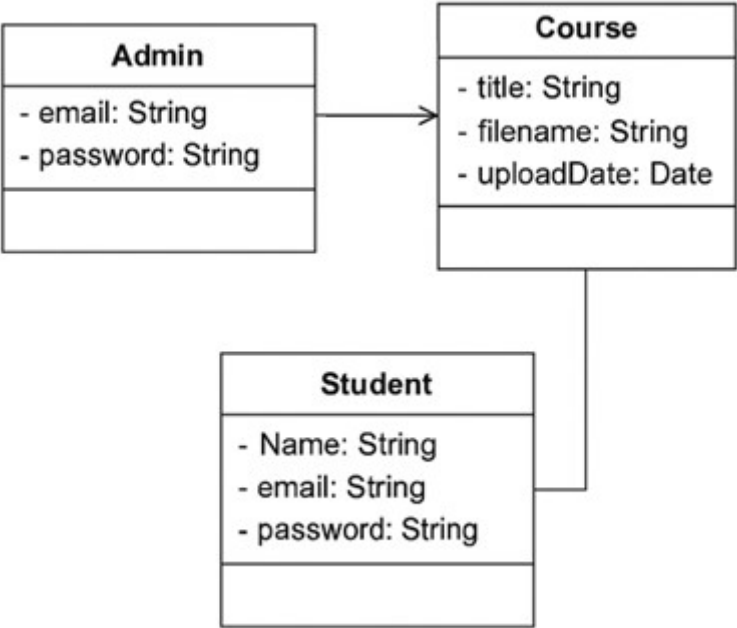 Admin
- email: String
- password: String
Course
- title: String
- filename: String
- uploadDate: Date
Student
- Name: String
- email: String
- password: String